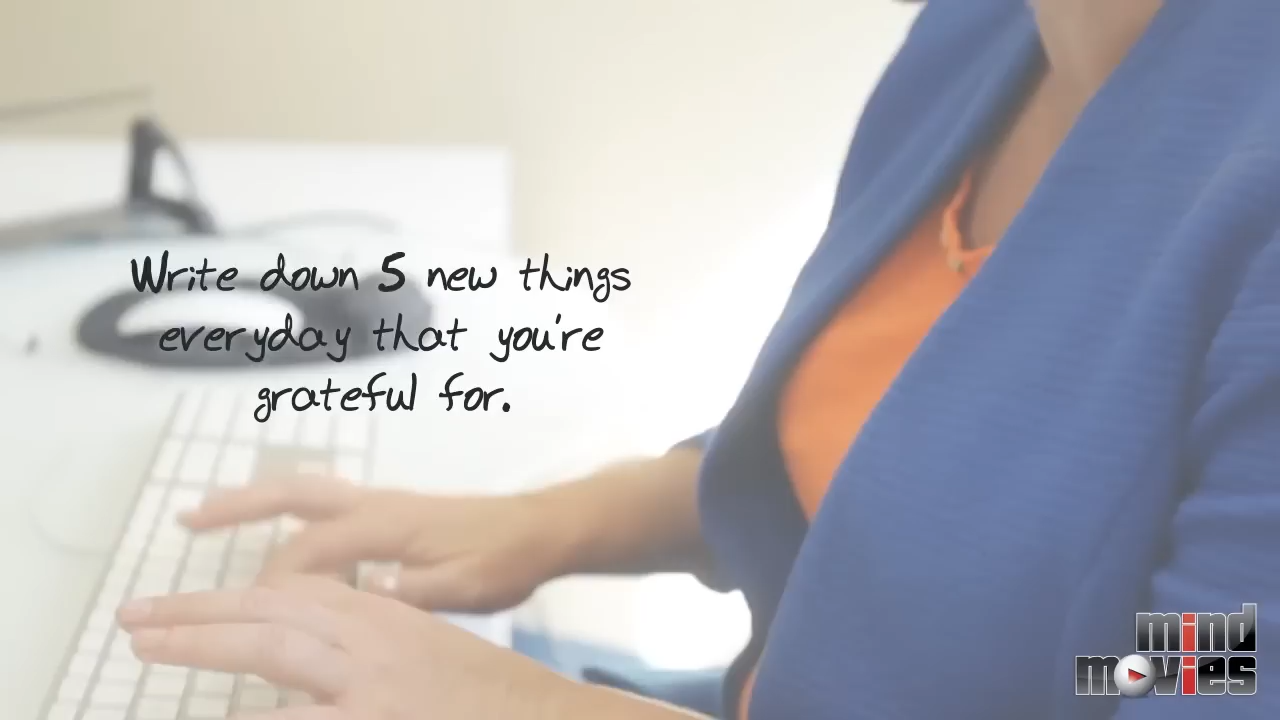 Write down 5 new things
everyday that you're
grateful for.
mind
movies